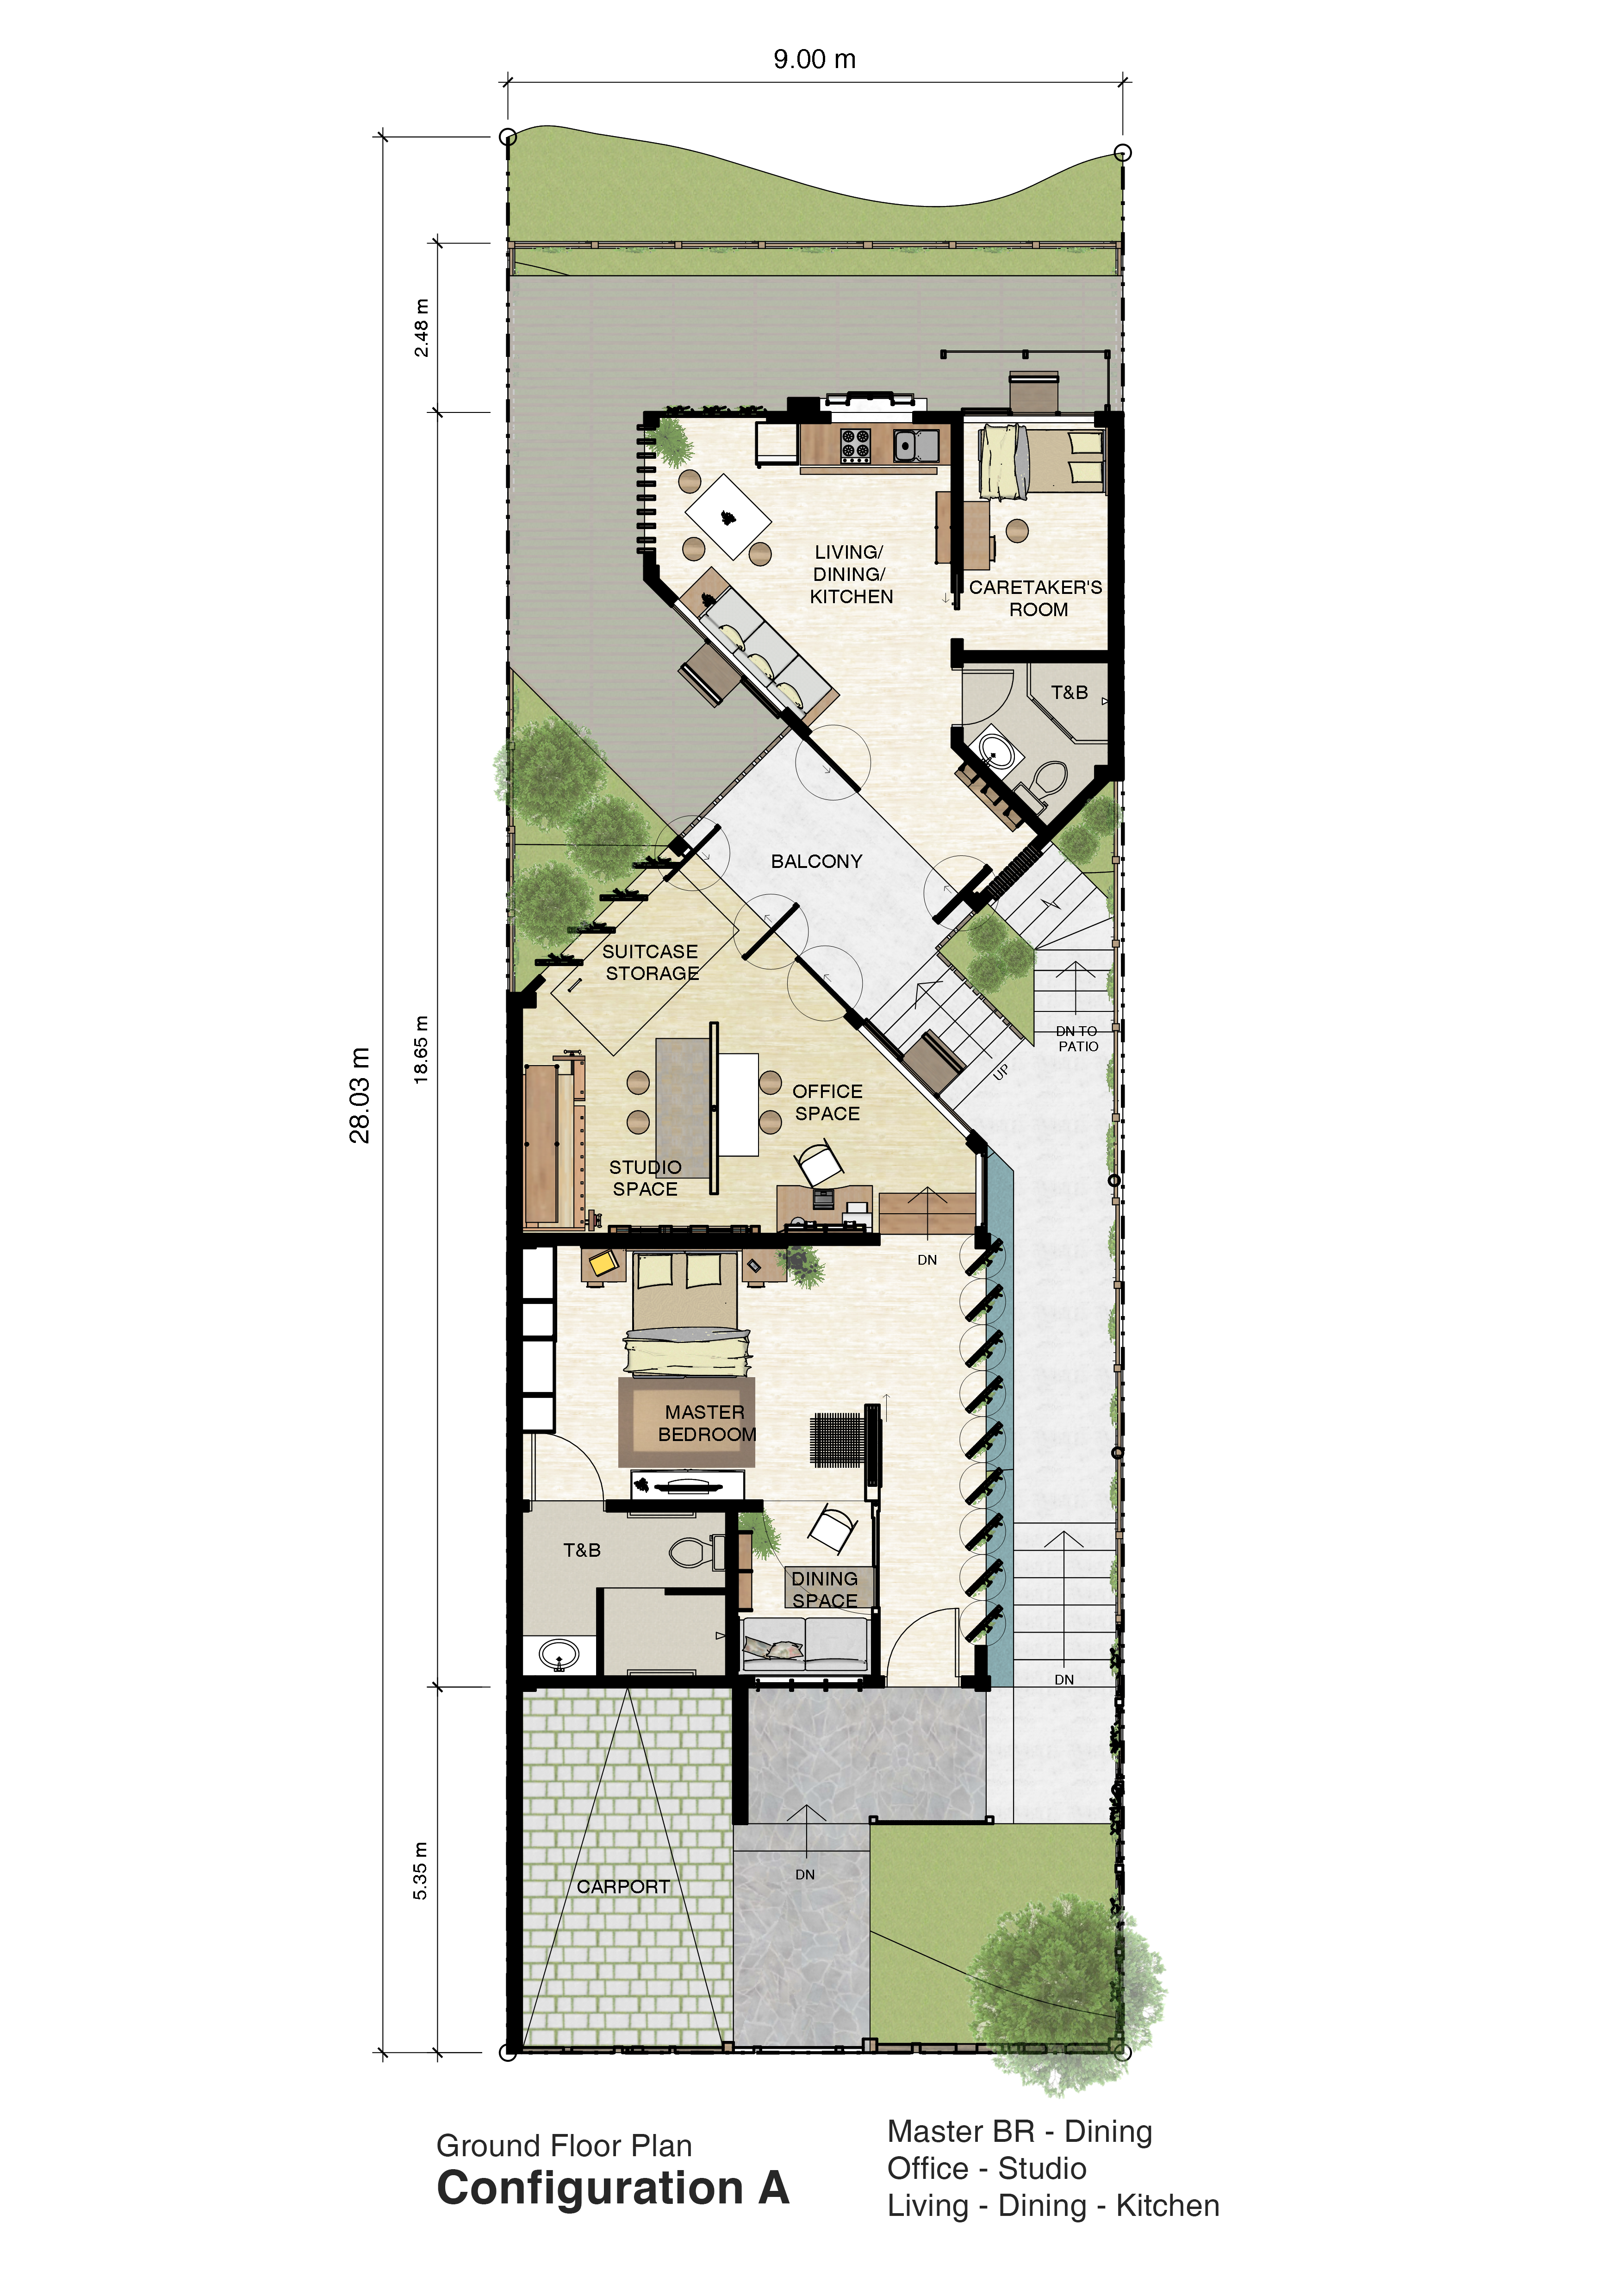 9.00 m
2.48 m
LIVING/
DINING/
KITCHEN
CARETAKER'S
ROOM
T&B
BALCONY
SUITCASE
STORAGE
28.03 m
18.65 m
DN TO
PATIO
UP
OFFICE
SPACE
STUDIO
SPACE
DN
MASTER
BEDROOM
T&B
DINING
SPACE
DN
5.35 m
DN
CARPORT
Ground Floor Plan
Configuration A
Master BR - Dining
Office - Studio
Living - Dining - Kitchen